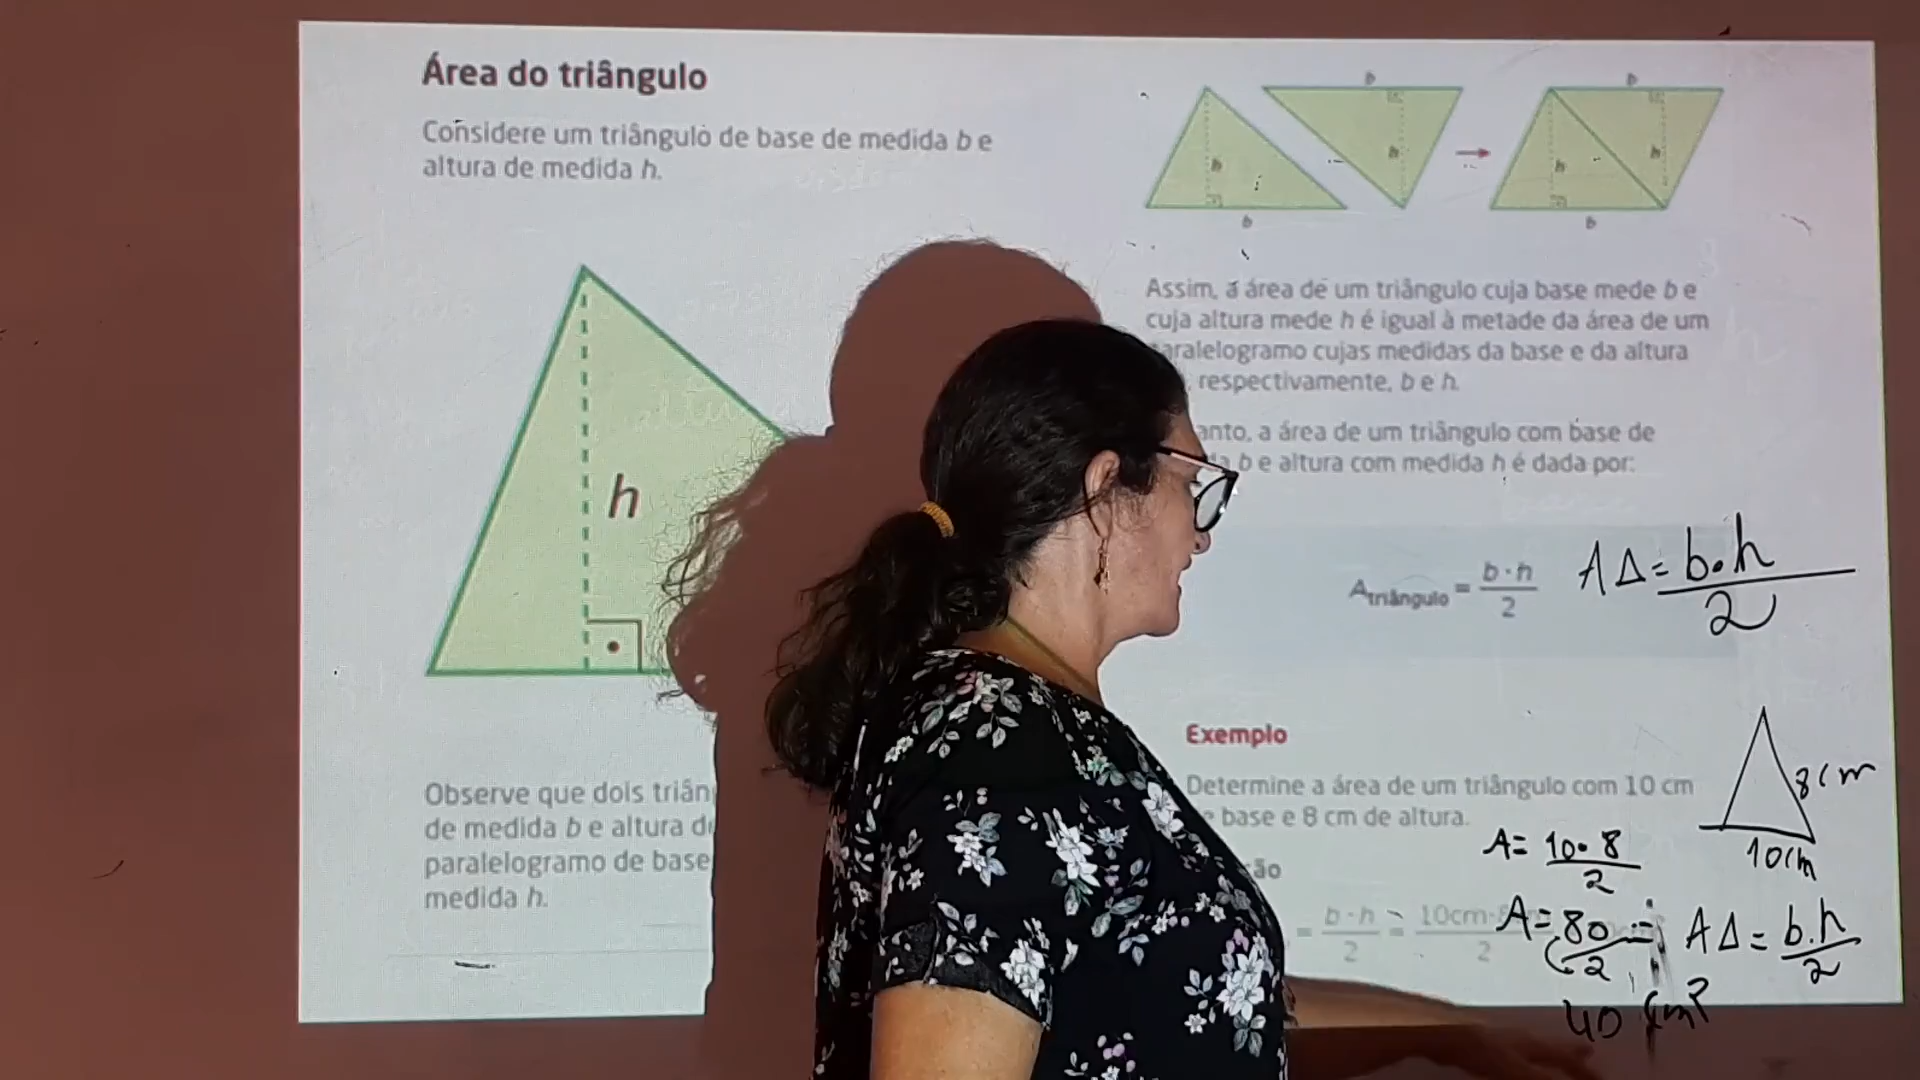 Área do triângulo
Considere um triângulo de base de medida b e
altura de medida h.
h
Observe que dois triân
de medida b e altura d
paralelogramo de base
medida h.
b
b
h
h
b
b
h
h
b
b
Assim, a área de um triângulo cuja base mede b e
cuja altura mede h é igual à metade da área de um
paralelogramo cujas medidas da base e da altura
respectivamente, b e h.
anto, a área de um triângulo com base de
b e altura com medida h é dada por:
Atriângulo = b · h / 2
A Δ = b.h / 2
Exemplo
Determine a área de um triângulo com 10 cm
base e 8 cm de altura.
8cm
10cm
A = 10.8 / 2
ão
= b · h / 2 = 10cm · 8 / 2
A = 80 / 2 =
A Δ = b.h / 2
40 cm²